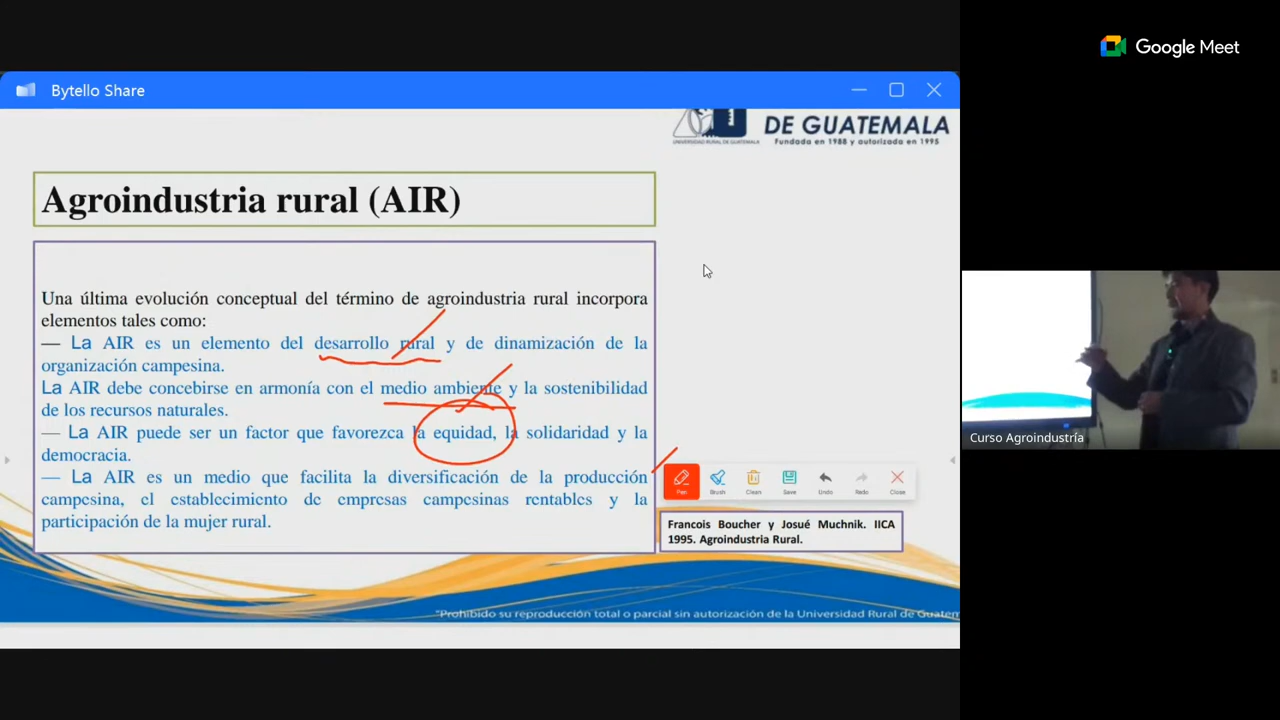 Google Meet
Bytello Share
UNIVERSIDAD RURAL DE GUATEMALA
DE GUATEMALA
Fundada en 1988 y autorizada en 1995
Agroindustria rural (AIR)
Una última evolución conceptual del término de agroindustria rural incorpora
elementos tales como:
— La AIR es un elemento del desarrollo rural y de dinamización de la
organización campesina.
La AIR debe concebirse en armonía con el medio ambiente y la sostenibilidad
de los recursos naturales.
— La AIR puede ser un factor que favorezca la equidad, la solidaridad y la
democracia.
— La AIR es un medio que facilita la diversificación de la producción
campesina, el establecimiento de empresas campesinas rentables y la
participación de la mujer rural.
Pen Brush Clean Save Undo Redo Close
Francois Boucher y Josué Muchnik. IICA
1995. Agroindustria Rural.
"Prohibido su reproducción total o parcial sin autorización de la Universidad Rural de Guatem
Curso Agroindustría